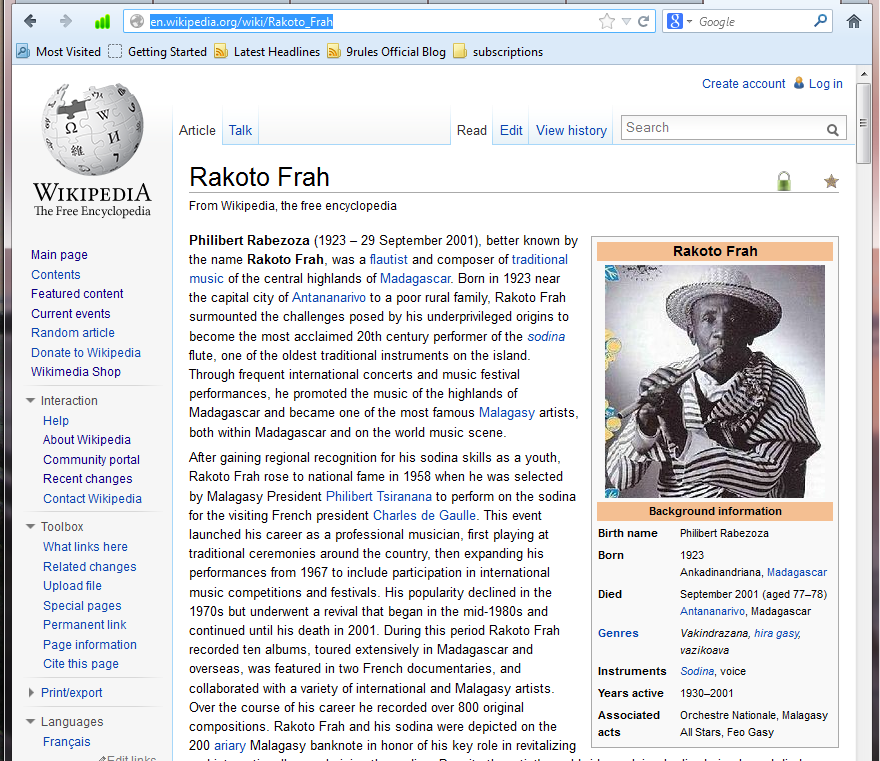 en.wikipedia.org/wiki/Rakoto_Frah
Google
Most Visited Getting Started Latest Headlines 9rules Official Blog subscriptions
Create account Log in
Article Talk Read Edit View history Search
WIKIPEDIA
The Free Encyclopedia
Main page
Contents
Featured content
Current events
Random article
Donate to Wikipedia
Wikimedia Shop
Interaction
Help
About Wikipedia
Community portal
Recent changes
Contact Wikipedia
Toolbox
What links here
Related changes
Upload file
Special pages
Permanent link
Page information
Cite this page
Print/export
Languages
Français
Edit links
Rakoto Frah
From Wikipedia, the free encyclopedia
Philibert Rabezoza (1923 – 29 September 2001), better known by
the name Rakoto Frah, was a flautist and composer of traditional
music of the central highlands of Madagascar. Born in 1923 near
the capital city of Antananarivo to a poor rural family, Rakoto Frah
surmounted the challenges posed by his underprivileged origins to
become the most acclaimed 20th century performer of the sodina
flute, one of the oldest traditional instruments on the island.
Through frequent international concerts and music festival
performances, he promoted the music of the highlands of
Madagascar and became one of the most famous Malagasy artists,
both within Madagascar and on the world music scene.
After gaining regional recognition for his sodina skills as a youth,
Rakoto Frah rose to national fame in 1958 when he was selected
by Malagasy President Philibert Tsiranana to perform on the sodina
for the visiting French president Charles de Gaulle. This event
launched his career as a professional musician, first playing at
traditional ceremonies around the country, then expanding his
performances from 1967 to include participation in international
music competitions and festivals. His popularity declined in the
1970s but underwent a revival that began in the mid-1980s and
continued until his death in 2001. During this period Rakoto Frah
recorded ten albums, toured extensively in Madagascar and
overseas, was featured in two French documentaries, and
collaborated with a variety of international and Malagasy artists.
Over the course of his career he recorded over 800 original
compositions. Rakoto Frah and his sodina were depicted on the
200 ariary Malagasy banknote in honor of his key role in revitalizing
Rakoto Frah
Background information
Birth name Philibert Rabezoza
Born 1923
Ankadinandriana, Madagascar
Died September 2001 (aged 77–78)
Antananarivo, Madagascar
Genres Vakindrazana, hira gasy,
vazikoava
Instruments Sodina, voice
Years active 1930–2001
Associated acts Orchestre Nationale, Malagasy
All Stars, Feo Gasy